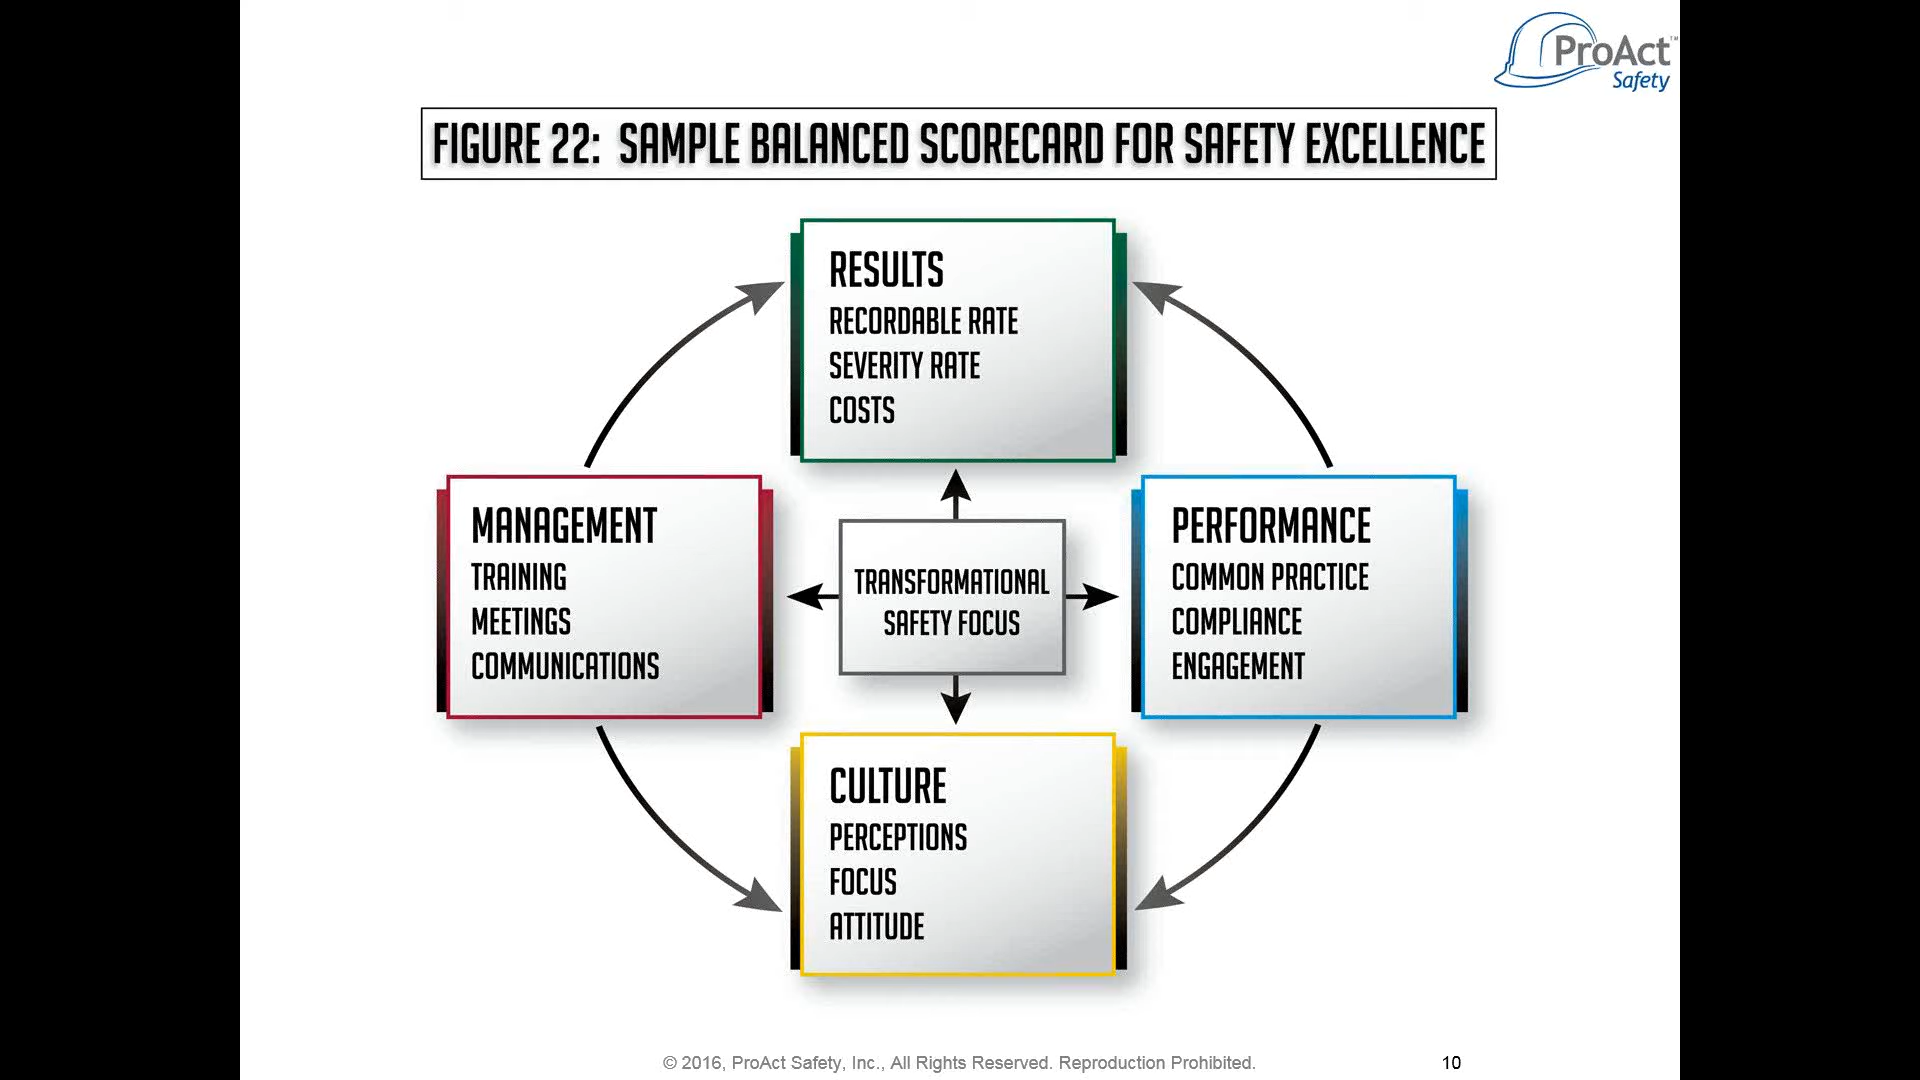 ProAct™
Safety
FIGURE 22: SAMPLE BALANCED SCORECARD FOR SAFETY EXCELLENCE
RESULTS
RECORDABLE RATE
SEVERITY RATE
COSTS
MANAGEMENT
TRAINING
MEETINGS
COMMUNICATIONS
TRANSFORMATIONAL
SAFETY FOCUS
PERFORMANCE
COMMON PRACTICE
COMPLIANCE
ENGAGEMENT
CULTURE
PERCEPTIONS
FOCUS
ATTITUDE
© 2016, ProAct Safety, Inc., All Rights Reserved. Reproduction Prohibited.
10